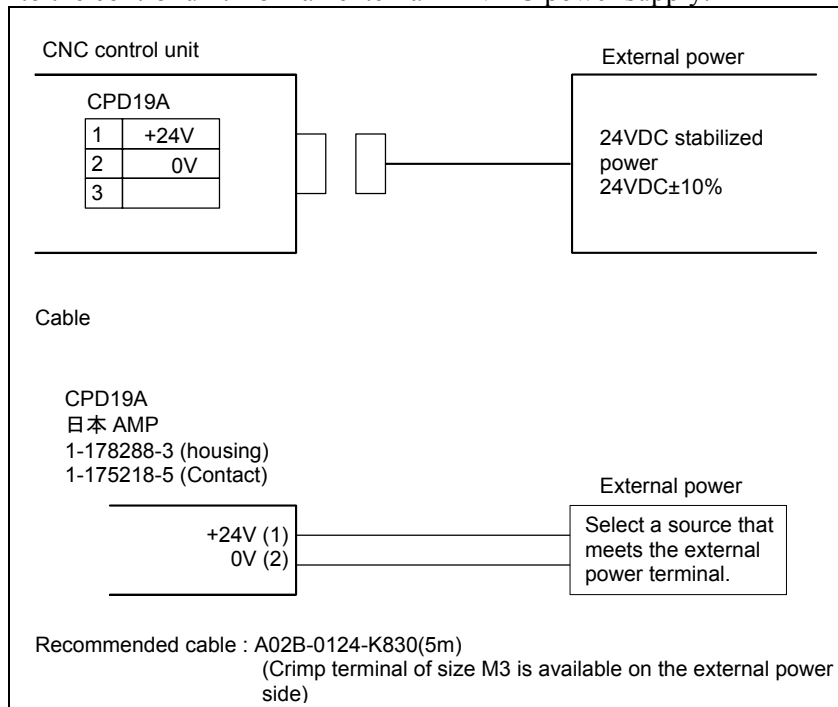 CNC control unit
External power
CPD19A
1 +24V
2 0V
3
24VDC stabilized
power
24VDC±10%
Cable
CPD19A
日本 AMP
1-178288-3 (housing)
1-175218-5 (Contact)
External power
+24V (1)
0V (2)
Select a source that
meets the external
power terminal.
Recommended cable : A02B-0124-K830(5m)
(Crimp terminal of size M3 is available on the external power
side)